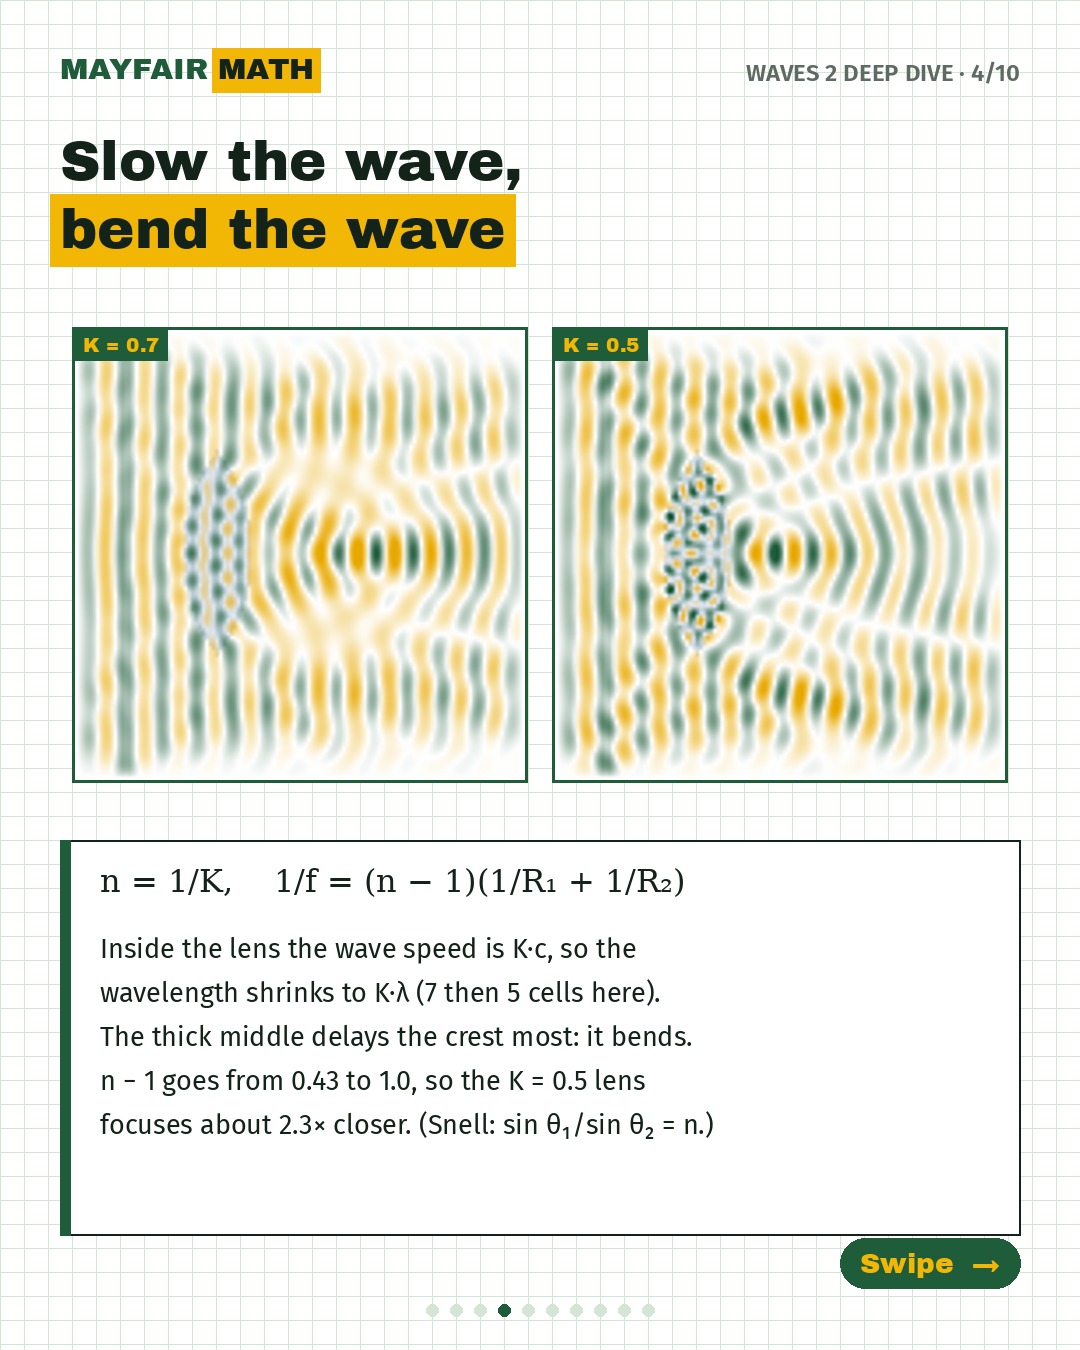 MAYFAIR MATH
WAVES 2 DEEP DIVE · 4/10
Slow the wave,
bend the wave
K = 0.7
K = 0.5
n = 1/K, 1/f = (n − 1)(1/R₁ + 1/R₂)
Inside the lens the wave speed is K·c, so the
wavelength shrinks to K·λ (7 then 5 cells here).
The thick middle delays the crest most: it bends.
n − 1 goes from 0.43 to 1.0, so the K = 0.5 lens
focuses about 2.3× closer. (Snell: sin θ₁/sin θ₂ = n.)
Swipe →